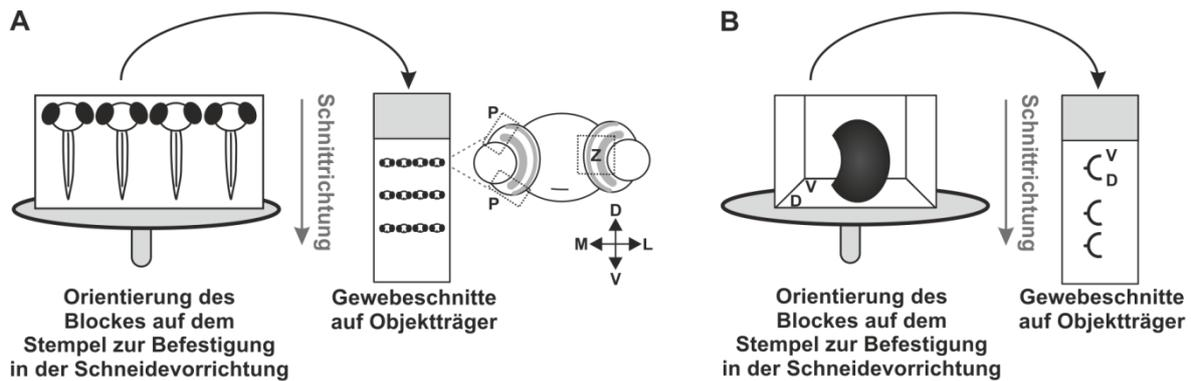 A
Schnittrichtung
P
Z
P
D
M L
V
Orientierung des
Blockes auf dem
Stempel zur Befestigung
in der Schneidevorrichtung
Gewebeschnitte
auf Objektträger
B
V
D
Schnittrichtung
V
D
Orientierung des
Blockes auf dem
Stempel zur Befestigung
in der Schneidevorrichtung
Gewebeschnitte
auf Objektträger